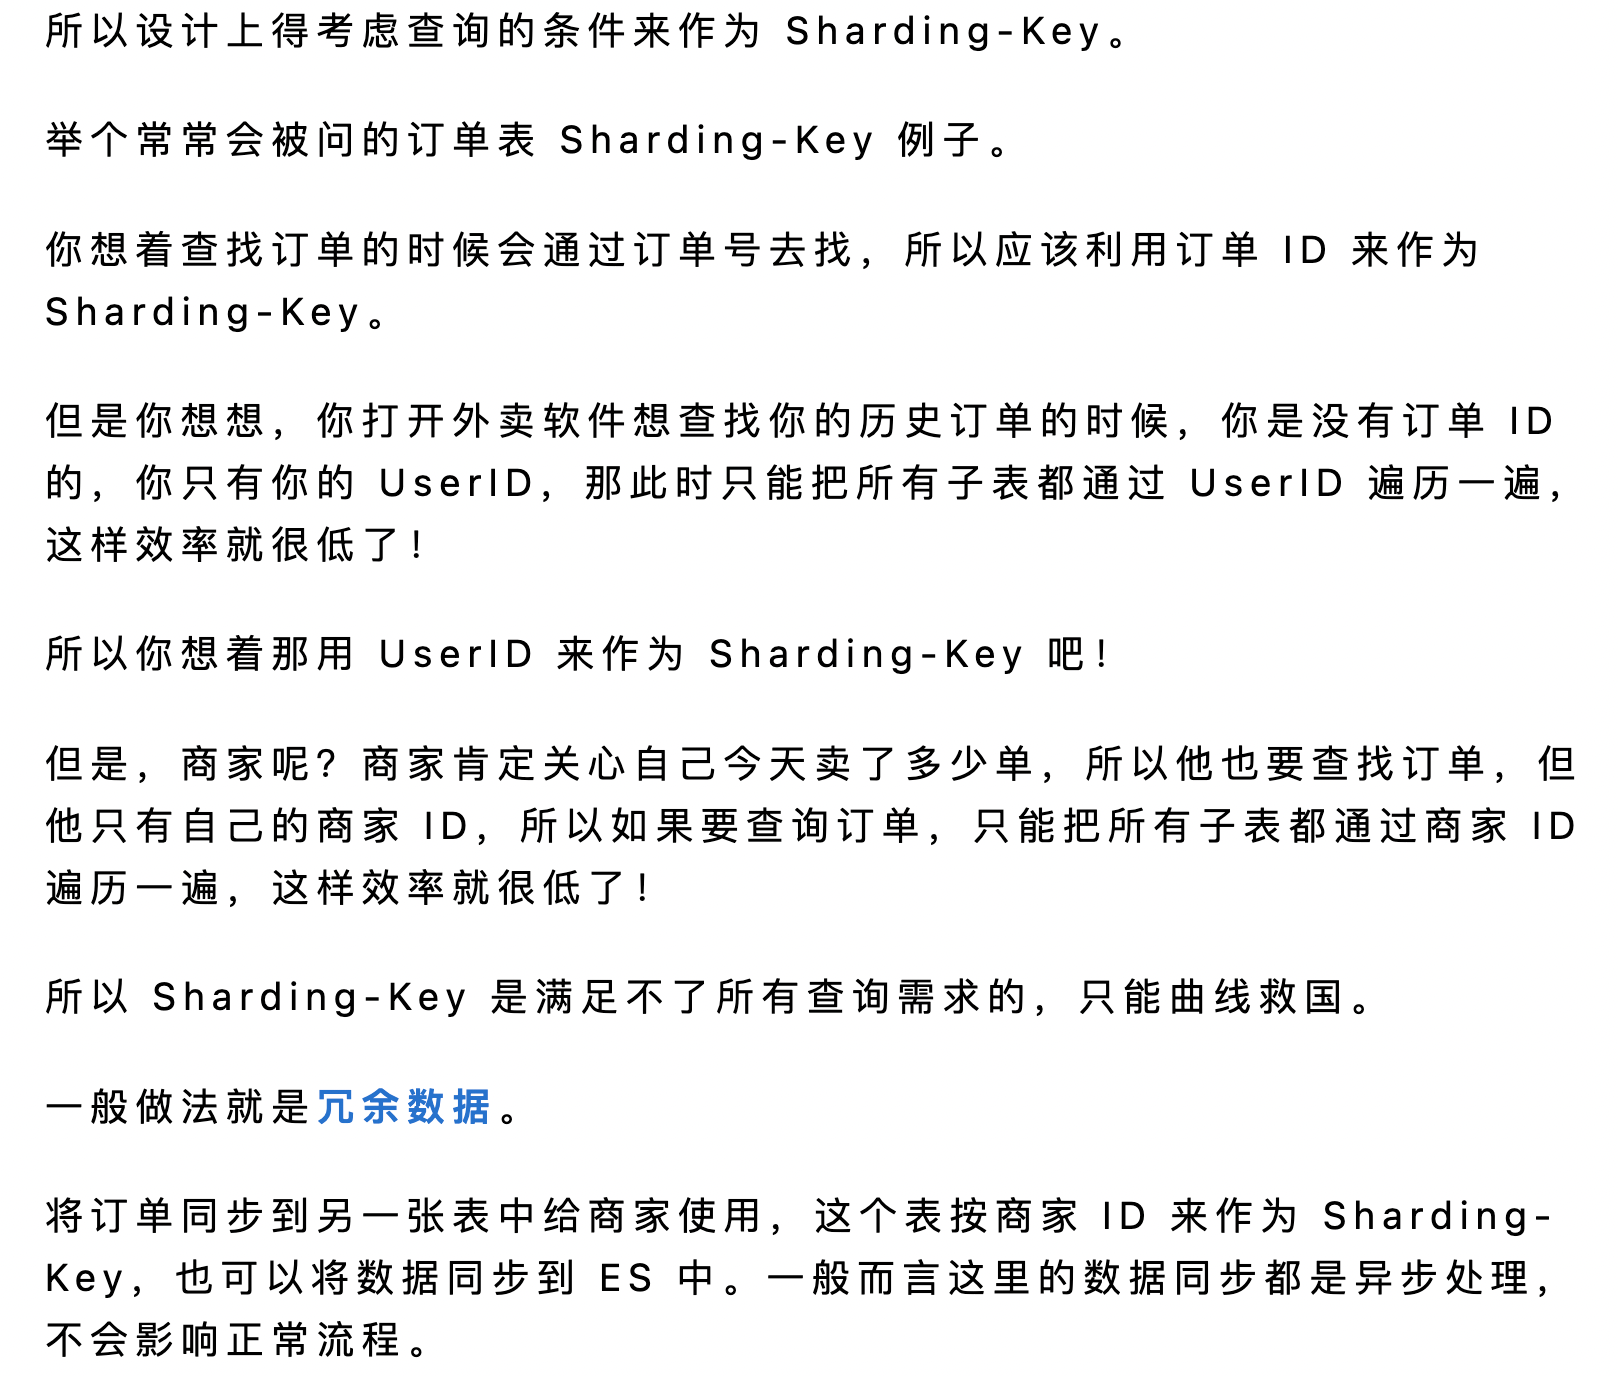 所以设计上得考虑查询的条件来作为 Sharding-Key。
举个常常会被问的订单表 Sharding-Key 例子。
你想着查找订单的时候会通过订单号去找，所以应该利用订单 ID 来作为
Sharding-Key。
但是你想想，你打开外卖软件想查找你的历史订单的时候，你是没有订单 ID
的，你只有你的 UserID，那此时只能把所有子表都通过 UserID 遍历一遍，
这样效率就很低了！
所以你想着那用 UserID 来作为 Sharding-Key 吧！
但是，商家呢？商家肯定关心自己今天卖了多少单，所以他也要查找订单，但
他只有自己的商家 ID，所以如果要查询订单，只能把所有子表都通过商家 ID
遍历一遍，这样效率就很低了！
所以 Sharding-Key 是满足不了所有查询需求的，只能曲线救国。
一般做法就是冗余数据。
将订单同步到另一张表中给商家使用，这个表按商家 ID 来作为 Sharding-
Key，也可以将数据同步到 ES 中。一般而言这里的数据同步都是异步处理，
不会影响正常流程。